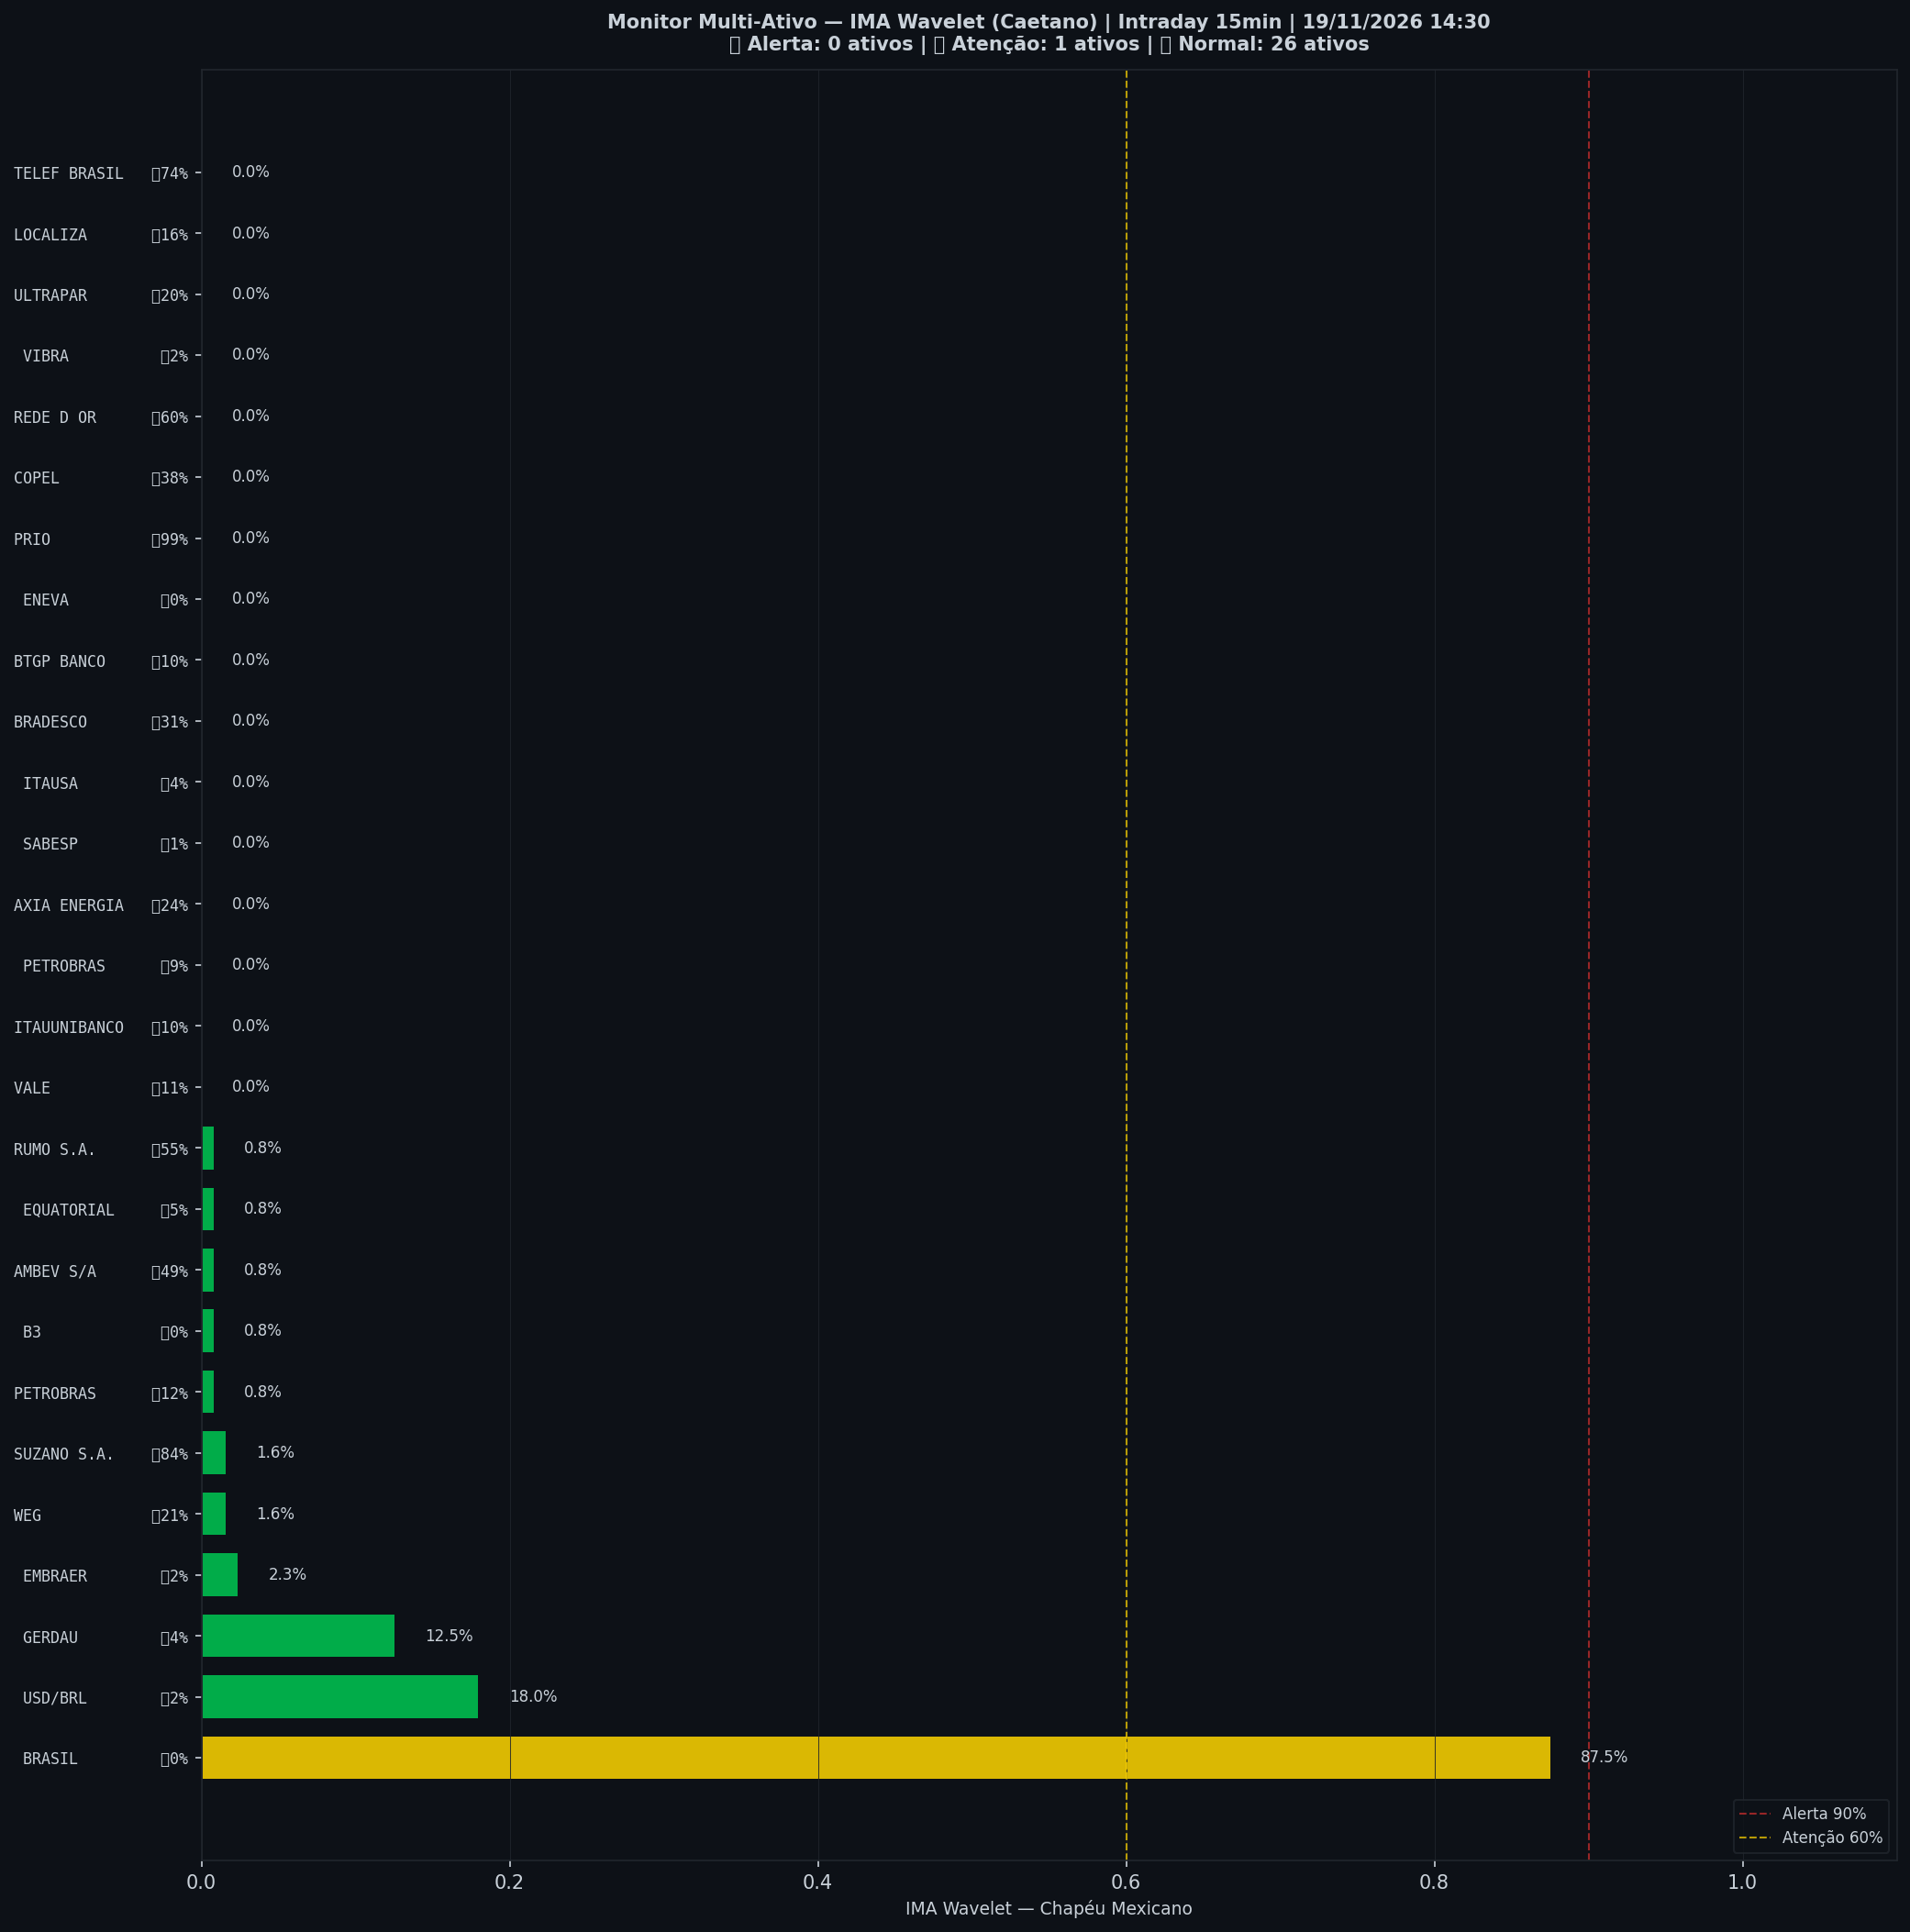 Monitor Multi-Ativo — IMA Wavelet (Caetano) | Intraday 15min | 19/11/2026 14:30
▯ Alerta: 0 ativos | ▯ Atenção: 1 ativos | ▯ Normal: 26 ativos
TELEF BRASIL ▯74% 0.0%
LOCALIZA ▯16% 0.0%
ULTRAPAR ▯20% 0.0%
VIBRA ▯2% 0.0%
REDE D OR ▯60% 0.0%
COPEL ▯38% 0.0%
PRIO ▯99% 0.0%
ENEVA ▯0% 0.0%
BTGP BANCO ▯10% 0.0%
BRADESCO ▯31% 0.0%
ITAUSA ▯4% 0.0%
SABESP ▯1% 0.0%
AXIA ENERGIA ▯24% 0.0%
PETROBRAS ▯9% 0.0%
ITAUUNIBANCO ▯10% 0.0%
VALE ▯11% 0.0%
RUMO S.A. ▯55% 0.8%
EQUATORIAL ▯5% 0.8%
AMBEV S/A ▯49% 0.8%
B3 ▯0% 0.8%
PETROBRAS ▯12% 0.8%
SUZANO S.A. ▯84% 1.6%
WEG ▯21% 1.6%
EMBRAER ▯2% 2.3%
GERDAU ▯4% 12.5%
USD/BRL ▯2% 18.0%
BRASIL ▯0% 87.5%
Alerta 90%
Atenção 60%
0.0 0.2 0.4 0.6 0.8 1.0
IMA Wavelet — Chapéu Mexicano